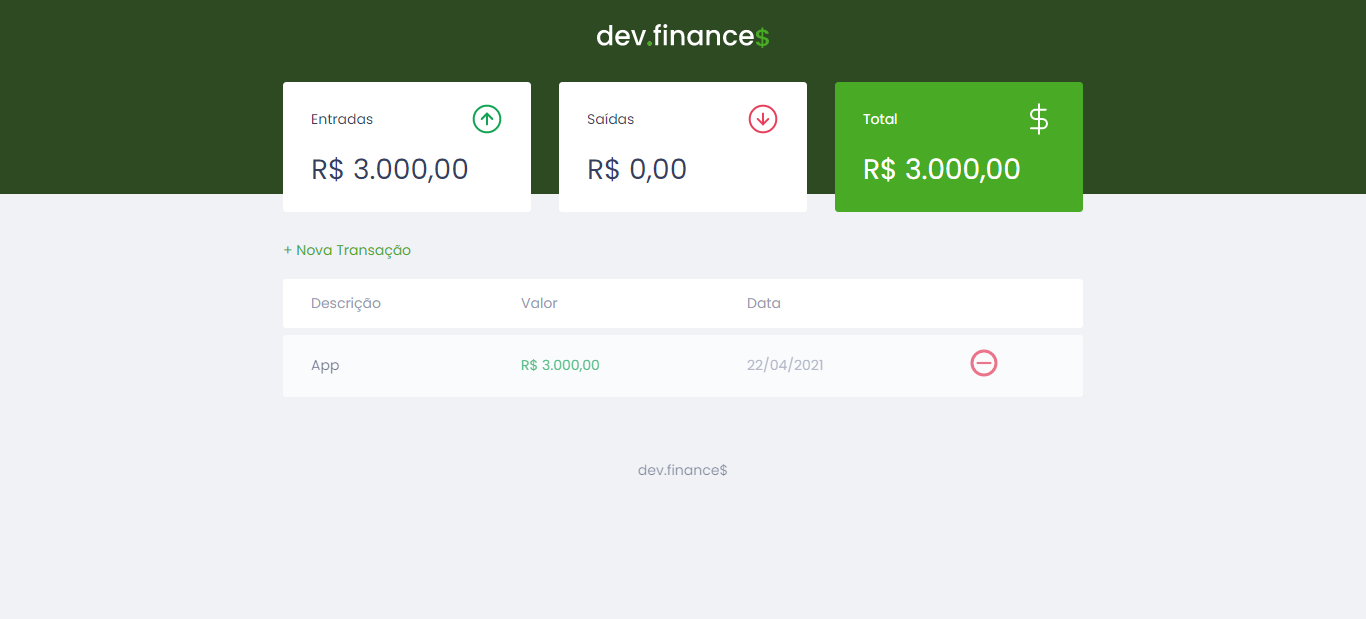 dev.finance$
Entradas
R$ 3.000,00
Saídas
R$ 0,00
Total
$
R$ 3.000,00
+ Nova Transação
Descrição Valor Data
App R$ 3.000,00 22/04/2021
dev.finance$